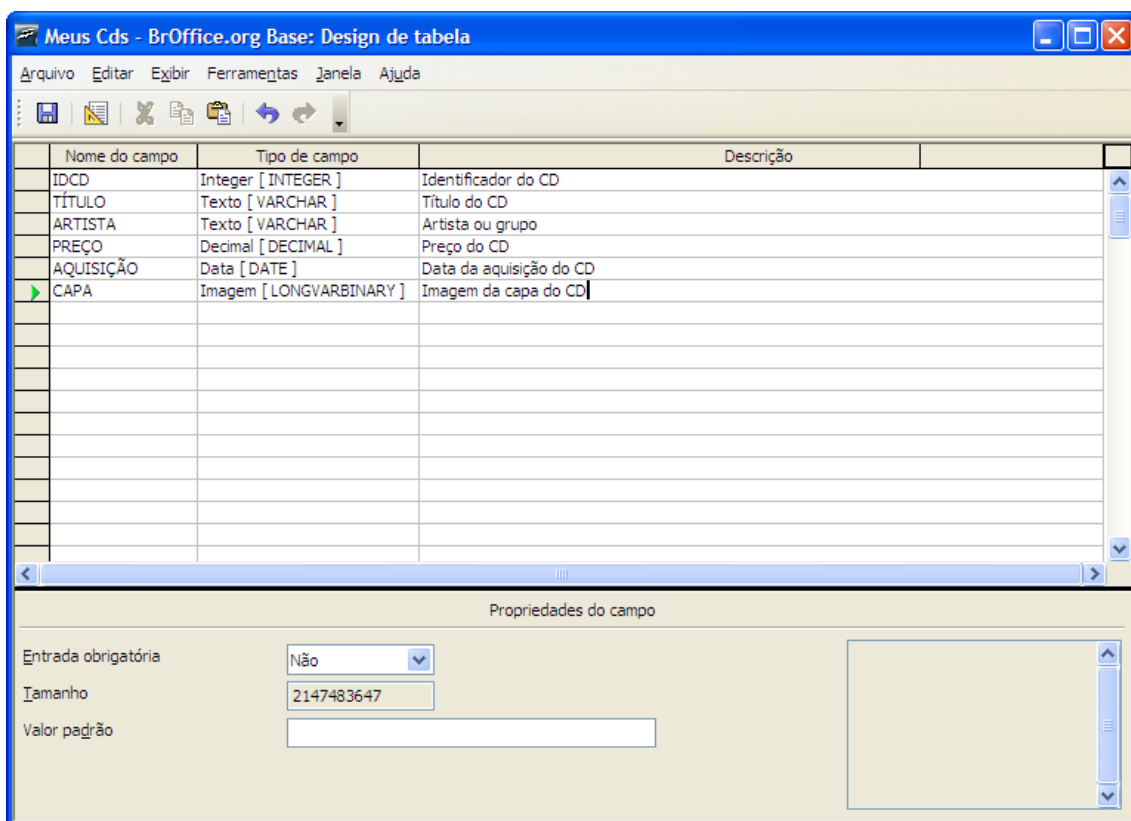 Meus Cds - BrOffice.org Base: Design de tabela
Arquivo Editar Exibir Ferramentas Janela Ajuda
Nome do campo Tipo de campo Descrição
IDCD Integer [ INTEGER ] Identificador do CD
TÍTULO Texto [ VARCHAR ] Título do CD
ARTISTA Texto [ VARCHAR ] Artista ou grupo
PREÇO Decimal [ DECIMAL ] Preço do CD
AQUISIÇÃO Data [ DATE ] Data da aquisição do CD
CAPA Imagem [ LONGVARBINARY ] Imagem da capa do CD
Propriedades do campo
Entrada obrigatória Não
Tamanho 2147483647
Valor padrão